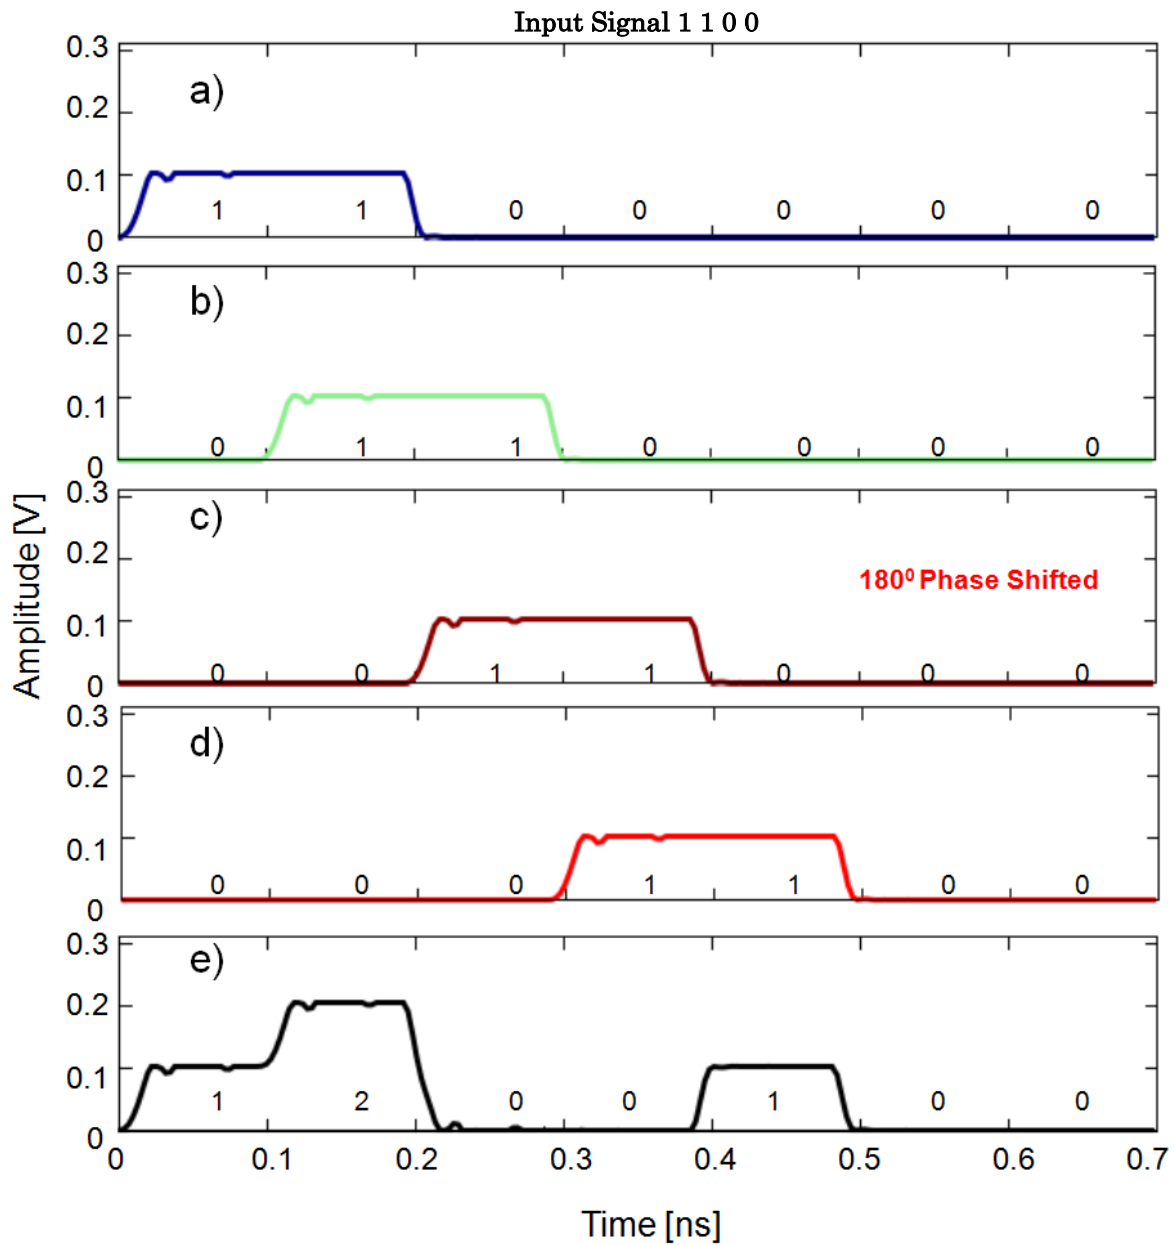 Input Signal 1 1 0 0
0.3
a)
0.2
0.1
1 1 0 0 0 0 0
0
0.3
b)
0.2
0.1
0 1 1 0 0 0 0
0
0.3
c)
0.2
180⁰ Phase Shifted
0.1
0 0 1 1 0 0 0
0
0.3
d)
0.2
0.1
0 0 0 1 1 0 0
0
0.3
e)
0.2
0.1
1 2 0 0 1 0 0
0
0 0.1 0.2 0.3 0.4 0.5 0.6 0.7
Amplitude [V]
Time [ns]